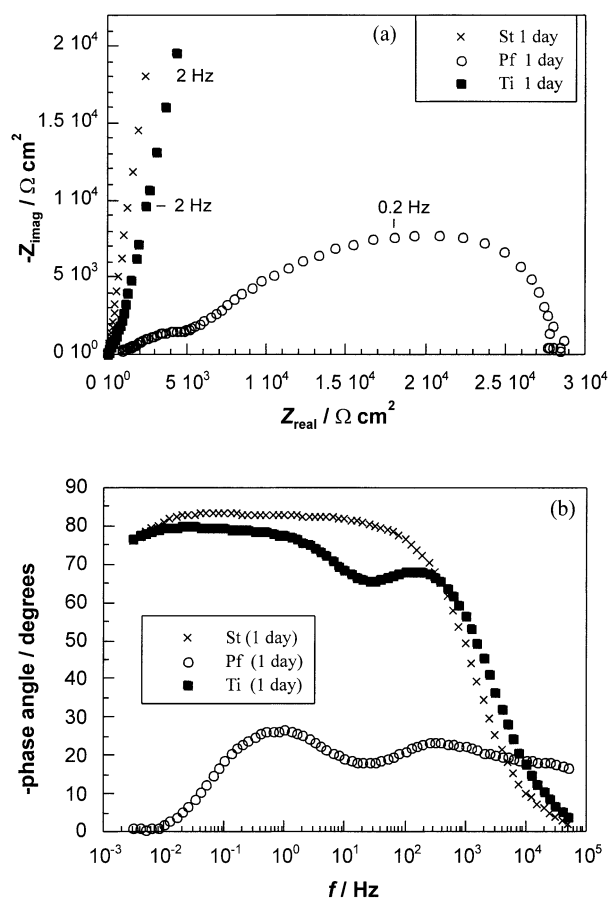 (a)
× St 1 day
○ Pf 1 day
■ Ti 1 day
2 10⁴
1.5 10⁴
1 10⁴
5 10³
0 10⁰
-Z_imag / Ω cm²
2 Hz
2 Hz
0.2 Hz
0 10⁰ 5 10³ 1 10⁴ 1.5 10⁴ 2 10⁴ 2.5 10⁴ 3 10⁴
Z_real / Ω cm²
(b)
90
80
70
60
50
40
30
20
10
0
-phase angle / degrees
× St (1 day)
○ Pf (1 day)
■ Ti (1 day)
10⁻³ 10⁻² 10⁻¹ 10⁰ 10¹ 10² 10³ 10⁴ 10⁵
f / Hz